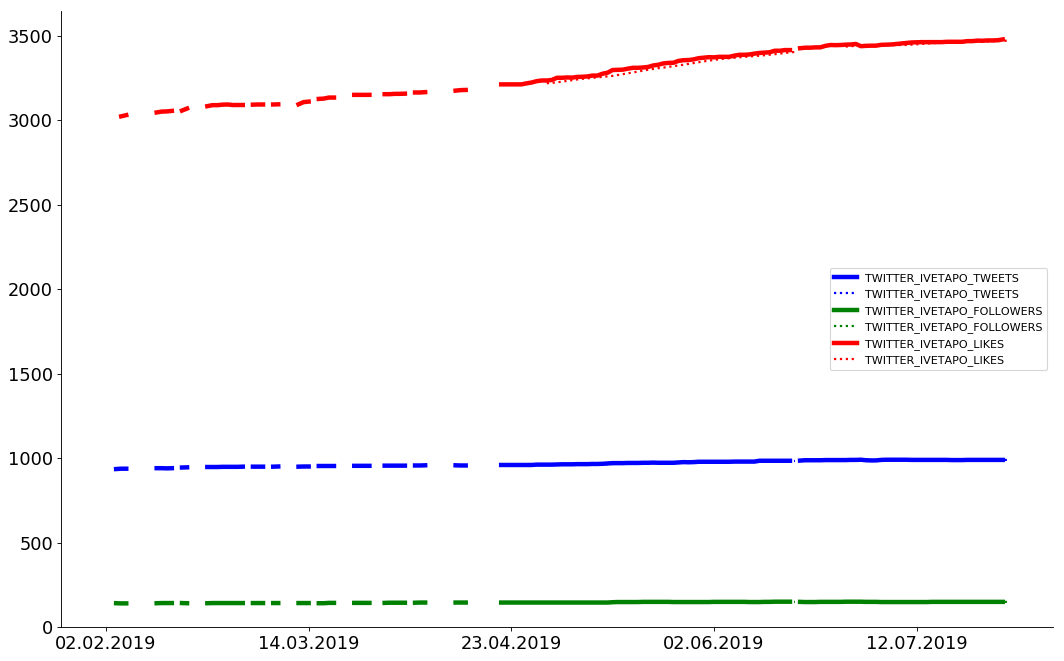 3500
3000
2500
2000
1500
1000
500
0
TWITTER_IVETAPO_TWEETS
TWITTER_IVETAPO_TWEETS
TWITTER_IVETAPO_FOLLOWERS
TWITTER_IVETAPO_FOLLOWERS
TWITTER_IVETAPO_LIKES
TWITTER_IVETAPO_LIKES
02.02.2019 14.03.2019 23.04.2019 02.06.2019 12.07.2019